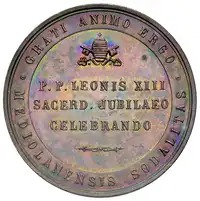 GRATI ANIMO ERGO
P. P. LEONIS XIII
SACERD. JUBILAEO
CELEBRANDO
MEDIOLANENSIS SODALITAS